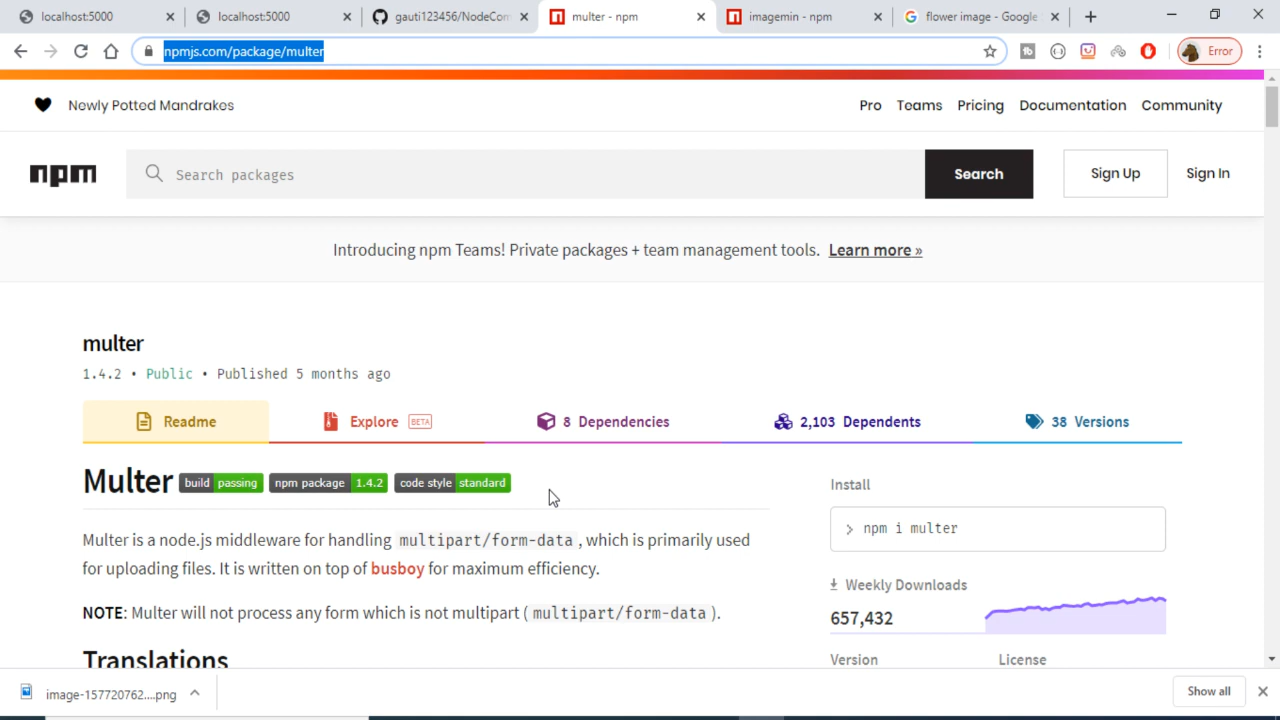 localhost:5000
localhost:5000
gauti123456/NodeCom
multer - npm
imagemin - npm
flower image - Google
npmjs.com/package/multer
Error
Newly Potted Mandrakes
Pro
Teams
Pricing
Documentation
Community
npm
Search packages
Search
Sign Up
Sign In
Introducing npm Teams! Private packages + team management tools. Learn more »
multer
1.4.2 • Public • Published 5 months ago
Readme
Explore BETA
8 Dependencies
2,103 Dependents
38 Versions
Multer build passing npm package 1.4.2 code style standard
Multer is a node.js middleware for handling multipart/form-data , which is primarily used
for uploading files. It is written on top of busboy for maximum efficiency.
NOTE: Multer will not process any form which is not multipart ( multipart/form-data ).
Translations
Install
> npm i multer
Weekly Downloads
657,432
Version
License
image-157720762....png
Show all